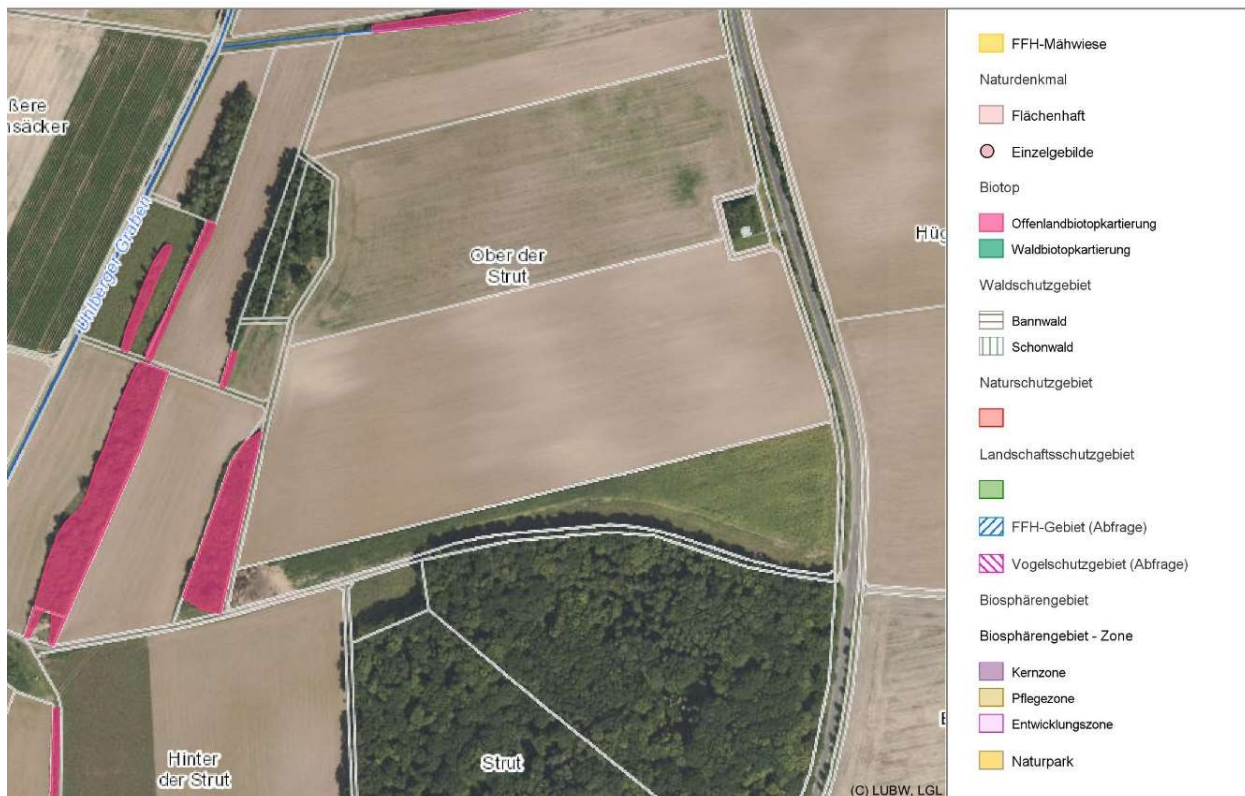 ßere
nsäcker
Uhlberger Graben
Ober der
Strut
Hüg
Hinter
der Strut
Strut
(C) LUBW, LGL
FFH-Mähwiese
Naturdenkmal
Flächenhaft
Einzelgebilde
Biotop
Offenlandbiotopkartierung
Waldbiotopkartierung
Waldschutzgebiet
Bannwald
Schonwald
Naturschutzgebiet
Landschaftsschutzgebiet
FFH-Gebiet (Abfrage)
Vogelschutzgebiet (Abfrage)
Biosphärengebiet
Biosphärengebiet - Zone
Kernzone
Pflegezone
Entwicklungszone
Naturpark